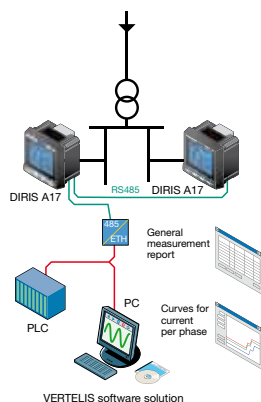 DIRIS A17
RS485
DIRIS A17
485
ETH
General
measurement
report
PLC
PC
Curves for
current
per phase
VERTELIS software solution